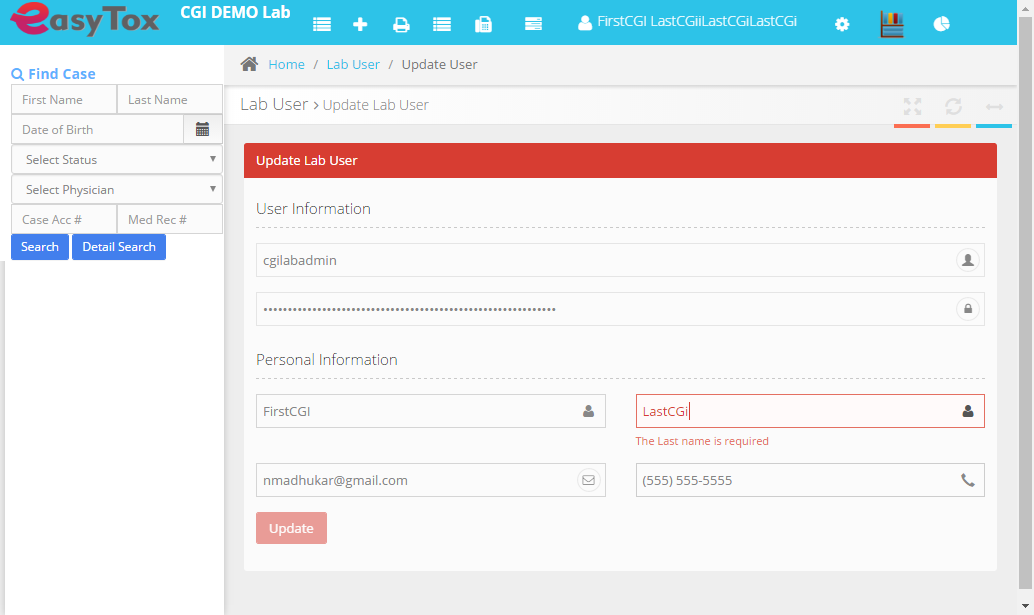 easyTox
CGI DEMO Lab
FirstCGI LastCGiiLastCGiLastCGi
Find Case
First Name Last Name
Date of Birth
Select Status
Select Physician
Case Acc # Med Rec #
Search Detail Search
Home / Lab User / Update User
Lab User > Update Lab User
Update Lab User
User Information
cgilabadmin
Personal Information
FirstCGI LastCGi
The Last name is required
nmadhukar@gmail.com (555) 555-5555
Update